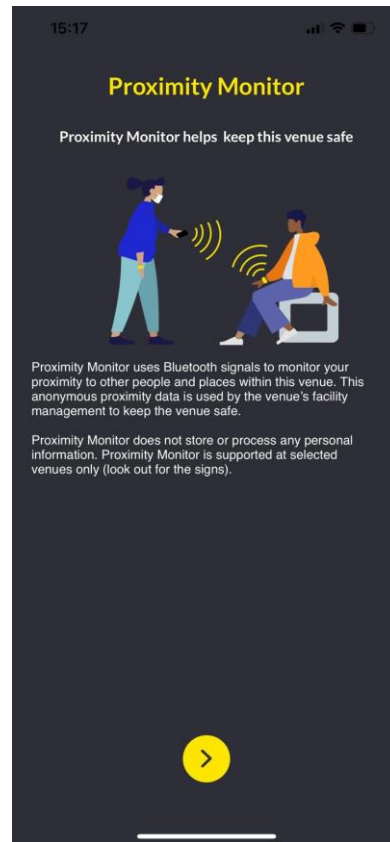 15:17
Proximity Monitor
Proximity Monitor helps keep this venue safe
Proximity Monitor uses Bluetooth signals to monitor your
proximity to other people and places within this venue. This
anonymous proximity data is used by the venue's facility
management to keep the venue safe.
Proximity Monitor does not store or process any personal
information. Proximity Monitor is supported at selected
venues only (look out for the signs).